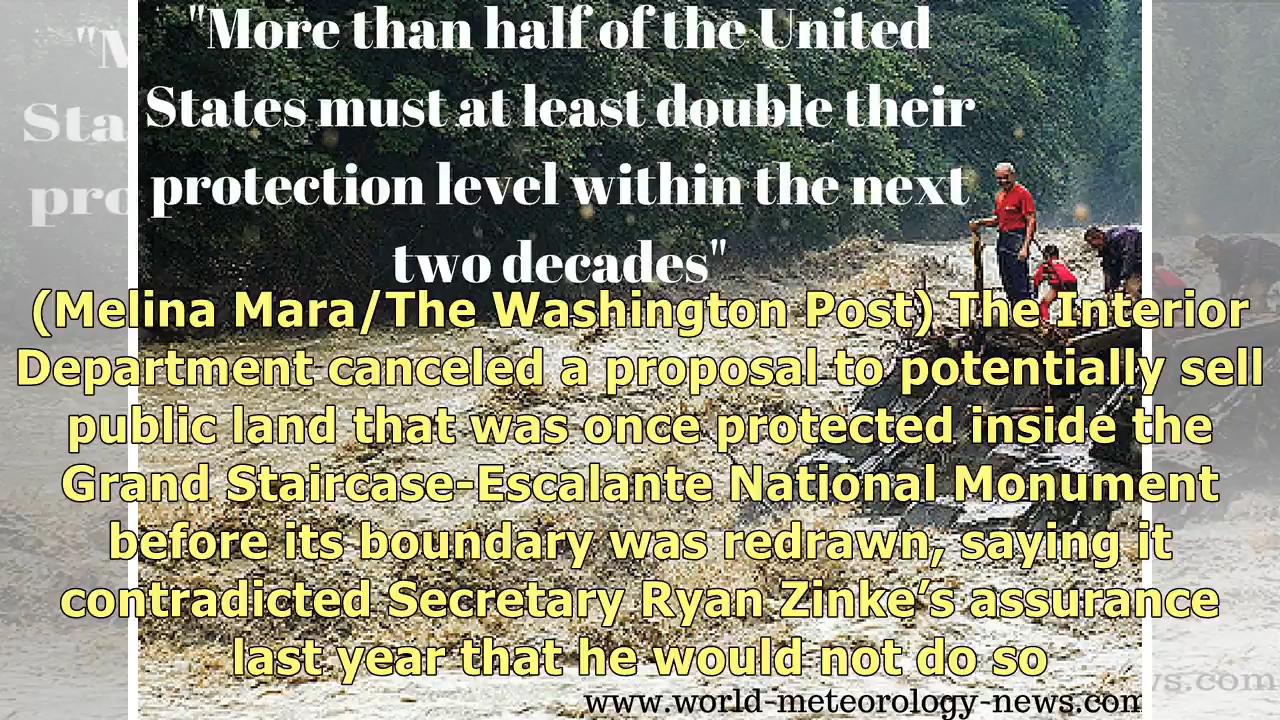 "More than half of the United
States must at least double their
protection level within the next
two decades"
(Melina Mara/The Washington Post) The Interior
Department canceled a proposal to potentially sell
public land that was once protected inside the
Grand Staircase-Escalante National Monument
before its boundary was redrawn, saying it
contradicted Secretary Ryan Zinke’s assurance
last year that he would not do so
www.world-meteorology-news.com